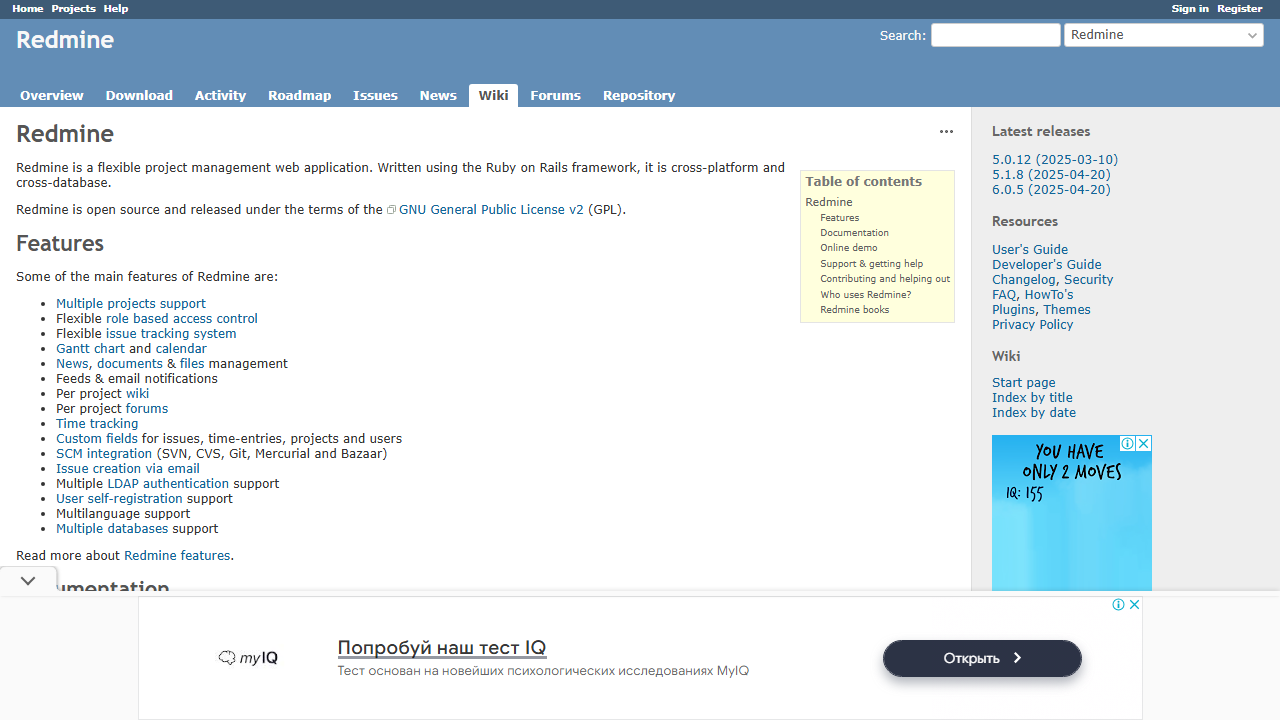 Home Projects Help
Sign in Register
Redmine
Search:
Redmine
Overview Download Activity Roadmap Issues News Wiki Forums Repository
Redmine
Redmine is a flexible project management web application. Written using the Ruby on Rails framework, it is cross-platform and
cross-database.
Redmine is open source and released under the terms of the GNU General Public License v2 (GPL).
Table of contents
Redmine
Features
Documentation
Online demo
Support & getting help
Contributing and helping out
Who uses Redmine?
Redmine books
Features
Some of the main features of Redmine are:
Multiple projects support
Flexible role based access control
Flexible issue tracking system
Gantt chart and calendar
News, documents & files management
Feeds & email notifications
Per project wiki
Per project forums
Time tracking
Custom fields for issues, time-entries, projects and users
SCM integration (SVN, CVS, Git, Mercurial and Bazaar)
Issue creation via email
Multiple LDAP authentication support
User self-registration support
Multilanguage support
Multiple databases support
Read more about Redmine features.
umentation
Latest releases
5.0.12 (2025-03-10)
5.1.8 (2025-04-20)
6.0.5 (2025-04-20)
Resources
User's Guide
Developer's Guide
Changelog, Security
FAQ, HowTo's
Plugins, Themes
Privacy Policy
Wiki
Start page
Index by title
Index by date
YOU HAVE
ONLY 2 MOVES
IQ: 155
myIQ
Попробуй наш тест IQ
Тест основан на новейших психологических исследованиях MyIQ
Открыть